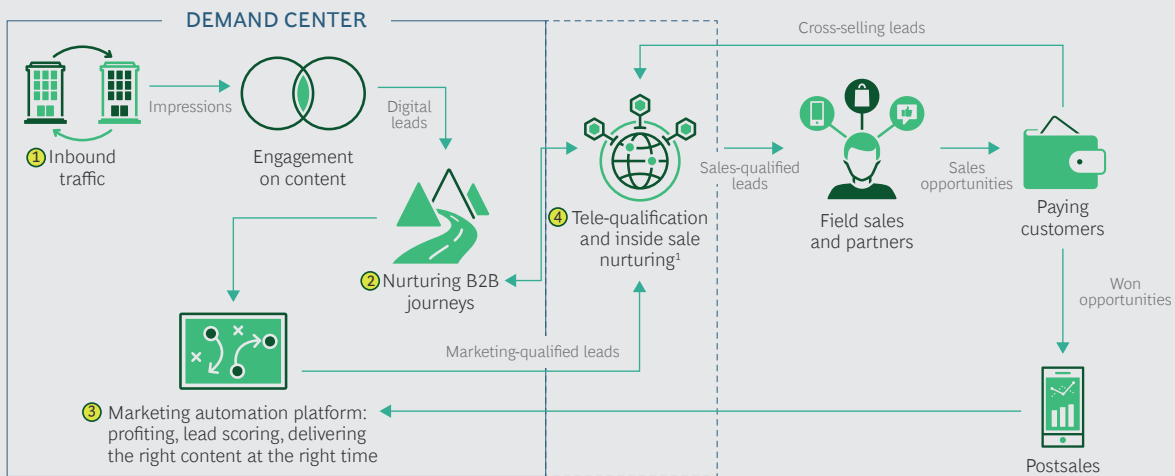 DEMAND CENTER
Cross-selling leads
Impressions
Digital
leads
1 Inbound
traffic
Engagement
on content
Sales-qualified
leads
Sales
opportunities
4 Tele-qualification
and inside sale
nurturing1
Field sales
and partners
Paying
customers
2 Nurturing B2B
journeys
Won
opportunities
Marketing-qualified leads
3 Marketing automation platform:
profiting, lead scoring, delivering
the right content at the right time
Postsales